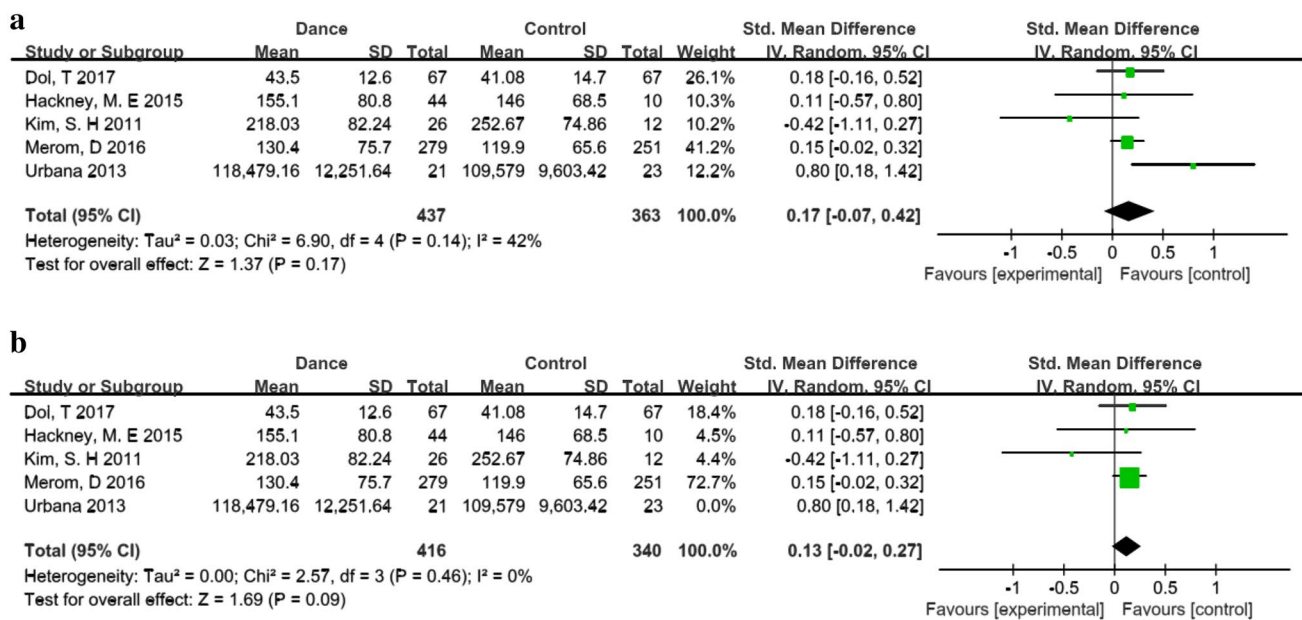 a
Dance Control Std. Mean Difference Std. Mean Difference
Study or Subgroup Mean SD Total Mean SD Total Weight IV. Random. 95% CI IV. Random. 95% CI
Dol, T 2017 43.5 12.6 67 41.08 14.7 67 26.1% 0.18 [-0.16, 0.52]
Hackney, M. E 2015 155.1 80.8 44 146 68.5 10 10.3% 0.11 [-0.57, 0.80]
Kim, S. H 2011 218.03 82.24 26 252.67 74.86 12 10.2% -0.42 [-1.11, 0.27]
Merom, D 2016 130.4 75.7 279 119.9 65.6 251 41.2% 0.15 [-0.02, 0.32]
Urbana 2013 118,479.16 12,251.64 21 109,579 9,603.42 23 12.2% 0.80 [0.18, 1.42]
Total (95% CI) 437 363 100.0% 0.17 [-0.07, 0.42]
Heterogeneity: Tau² = 0.03; Chi² = 6.90, df = 4 (P = 0.14); I² = 42%
Test for overall effect: Z = 1.37 (P = 0.17)
-1 -0.5 0 0.5 1
Favours [experimental] Favours [control]
b
Dance Control Std. Mean Difference Std. Mean Difference
Study or Subgroup Mean SD Total Mean SD Total Weight IV. Random. 95% CI IV. Random. 95% CI
Dol, T 2017 43.5 12.6 67 41.08 14.7 67 18.4% 0.18 [-0.16, 0.52]
Hackney, M. E 2015 155.1 80.8 44 146 68.5 10 4.5% 0.11 [-0.57, 0.80]
Kim, S. H 2011 218.03 82.24 26 252.67 74.86 12 4.4% -0.42 [-1.11, 0.27]
Merom, D 2016 130.4 75.7 279 119.9 65.6 251 72.7% 0.15 [-0.02, 0.32]
Urbana 2013 118,479.16 12,251.64 21 109,579 9,603.42 23 0.0% 0.80 [0.18, 1.42]
Total (95% CI) 416 340 100.0% 0.13 [-0.02, 0.27]
Heterogeneity: Tau² = 0.00; Chi² = 2.57, df = 3 (P = 0.46); I² = 0%
Test for overall effect: Z = 1.69 (P = 0.09)
-1 -0.5 0 0.5 1
Favours [experimental] Favours [control]